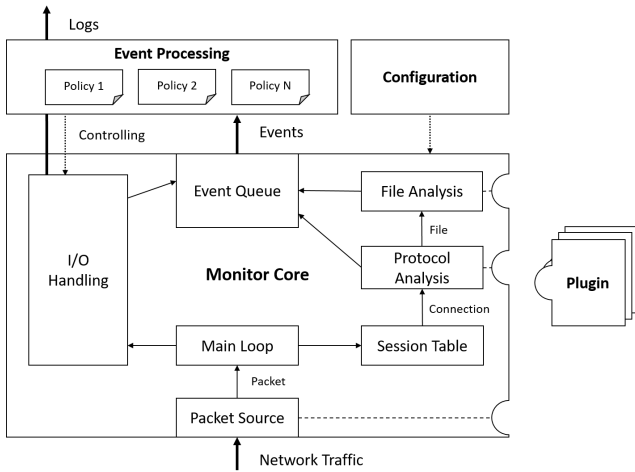 Logs
Event Processing
Policy 1
Policy 2
Policy N
Configuration
Controlling
Events
I/O
Handling
Event Queue
File Analysis
File
Protocol
Analysis
Monitor Core
Plugin
Connection
Main Loop
Session Table
Packet
Packet Source
Network Traffic